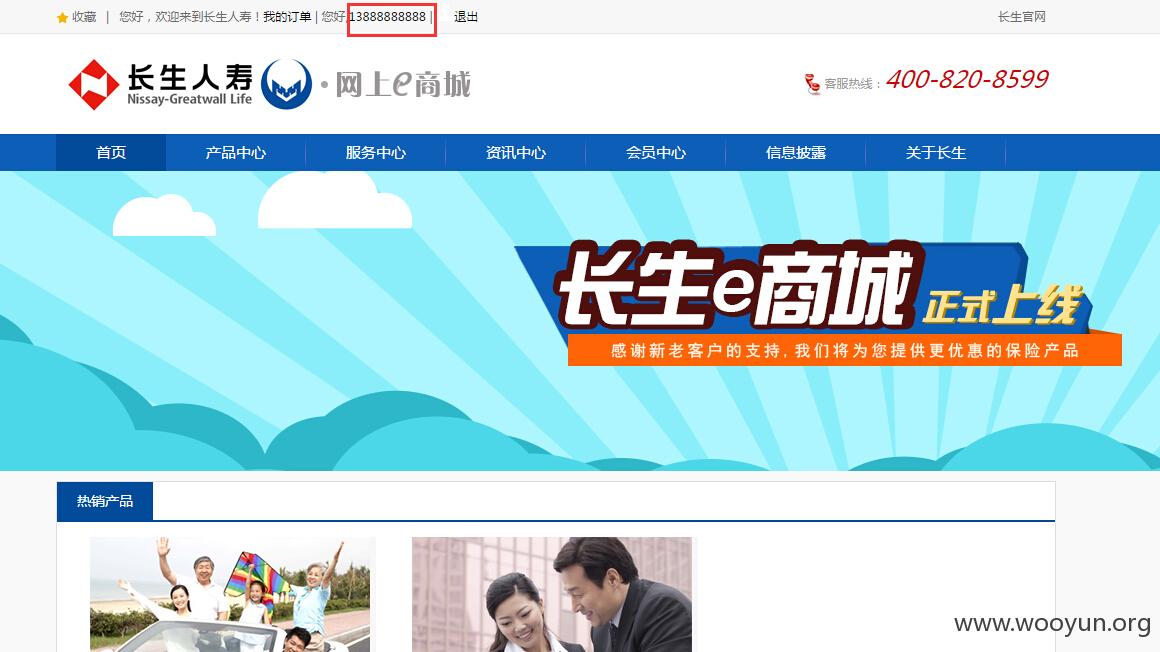 收藏 | 您好，欢迎来到长生人寿！我的订单 | 您好,13888888888 | 退出 长生官网
长生人寿 ·网上e商城
Nissay-Greatwall Life
客服热线： 400-820-8599
首页 产品中心 服务中心 资讯中心 会员中心 信息披露 关于长生
长生e商城 正式上线
感谢新老客户的支持,我们将为您提供更优惠的保险产品
热销产品
www.wooyun.org